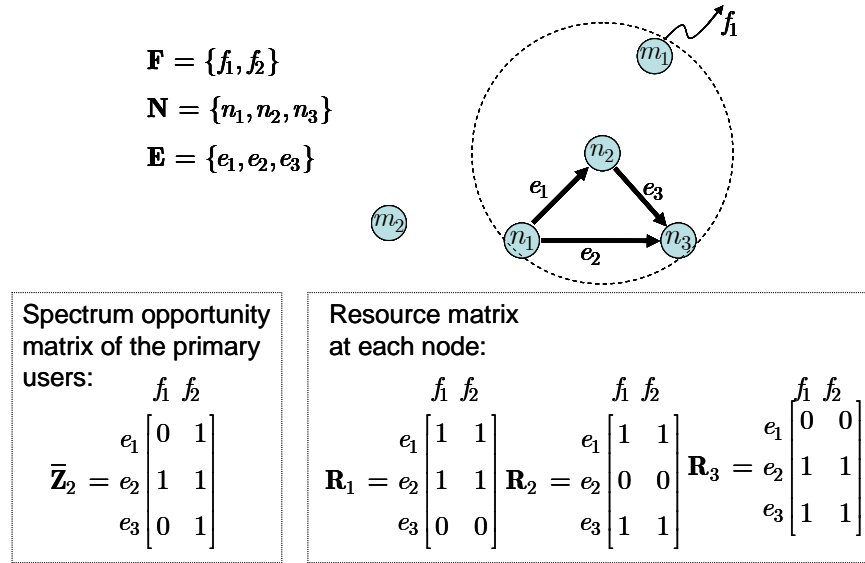 F = {f₁, f₂}
N = {n₁, n₂, n₃}
E = {e₁, e₂, e₃}
m₁
f₁
n₂
e₁
e₃
m₂
n₁
n₃
e₂
Spectrum opportunity
matrix of the primary
users:
f₁ f₂
e₁ 0 1
Z̅₂ = e₂ 1 1
e₃ 0 1
Resource matrix
at each node:
f₁ f₂
e₁ 1 1
R₁ = e₂ 1 1
e₃ 0 0
f₁ f₂
e₁ 1 1
R₂ = e₂ 0 0
e₃ 1 1
f₁ f₂
e₁ 0 0
R₃ = e₂ 1 1
e₃ 1 1